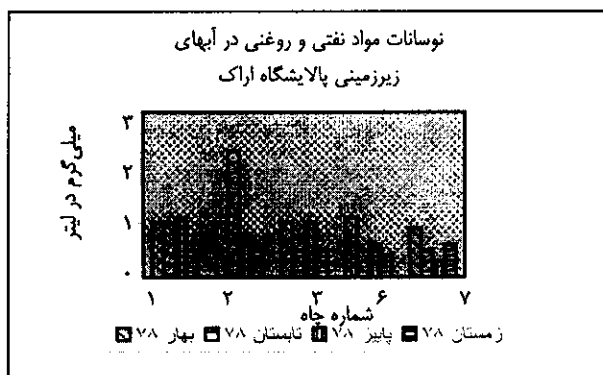 نوسانات مواد نفتی و روغنی در آبهای
زیرزمینی پالایشگاه اراک
میلی‌گرم در لیتر
۳
۲
۱
۰
۱ ۲ ۳ ۶ ۷
شماره چاه
بهار ۷۸ تابستان ۷۸ پاییز ۷۸ زمستان ۷۸